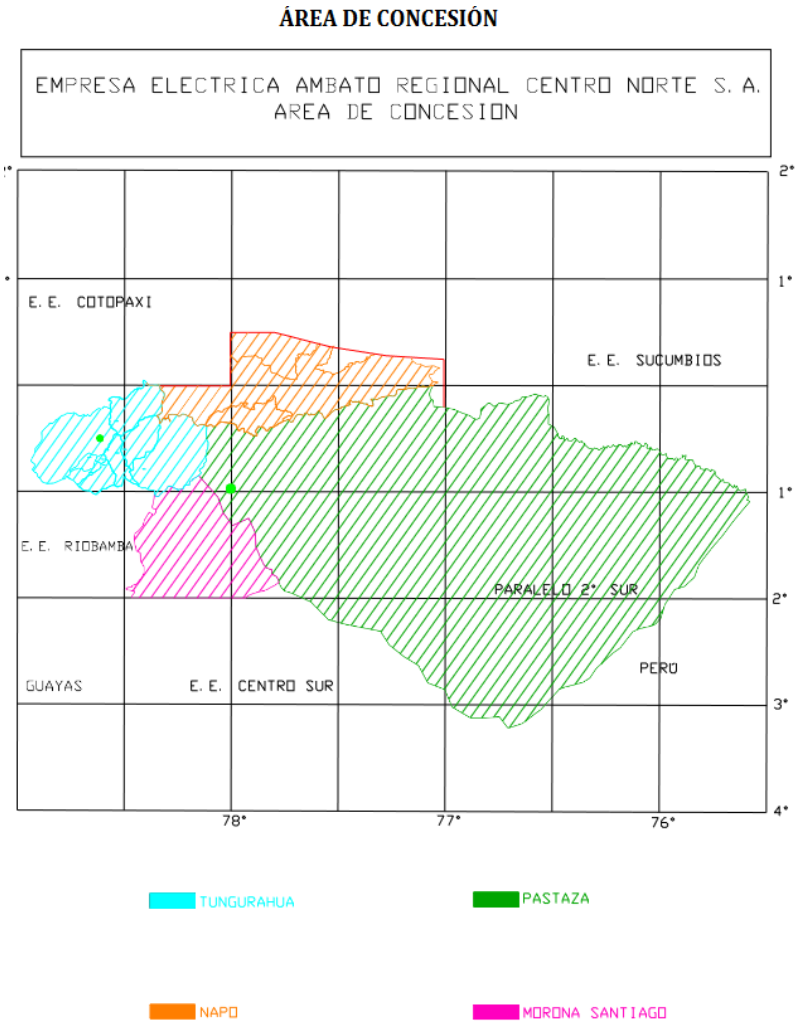 ÁREA DE CONCESIÓN
EMPRESA ELECTRICA AMBATO REGIONAL CENTRO NORTE S. A.
AREA DE CONCESION
2°
1°
E. E. COTOPAXI
E. E. SUCUMBIOS
1°
E. E. RIOBAMBA
PARALELO 2° SUR
2°
PERÚ
GUAYAS
E. E. CENTRO SUR
3°
4°
78°
77°
76°
TUNGURAHUA
PASTAZA
NAPO
MORONA SANTIAGO